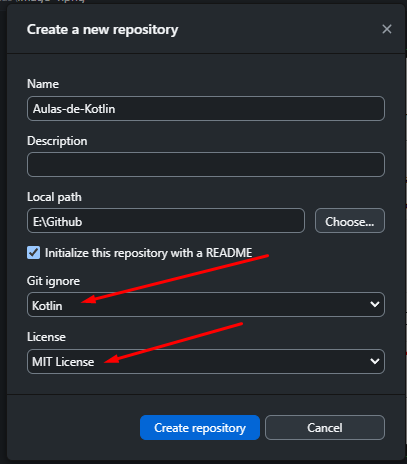 Create a new repository
Name
Aulas-de-Kotlin
Description
Local path
E:\Github
Choose...
Initialize this repository with a README
Git ignore
Kotlin
License
MIT License
Create repository
Cancel